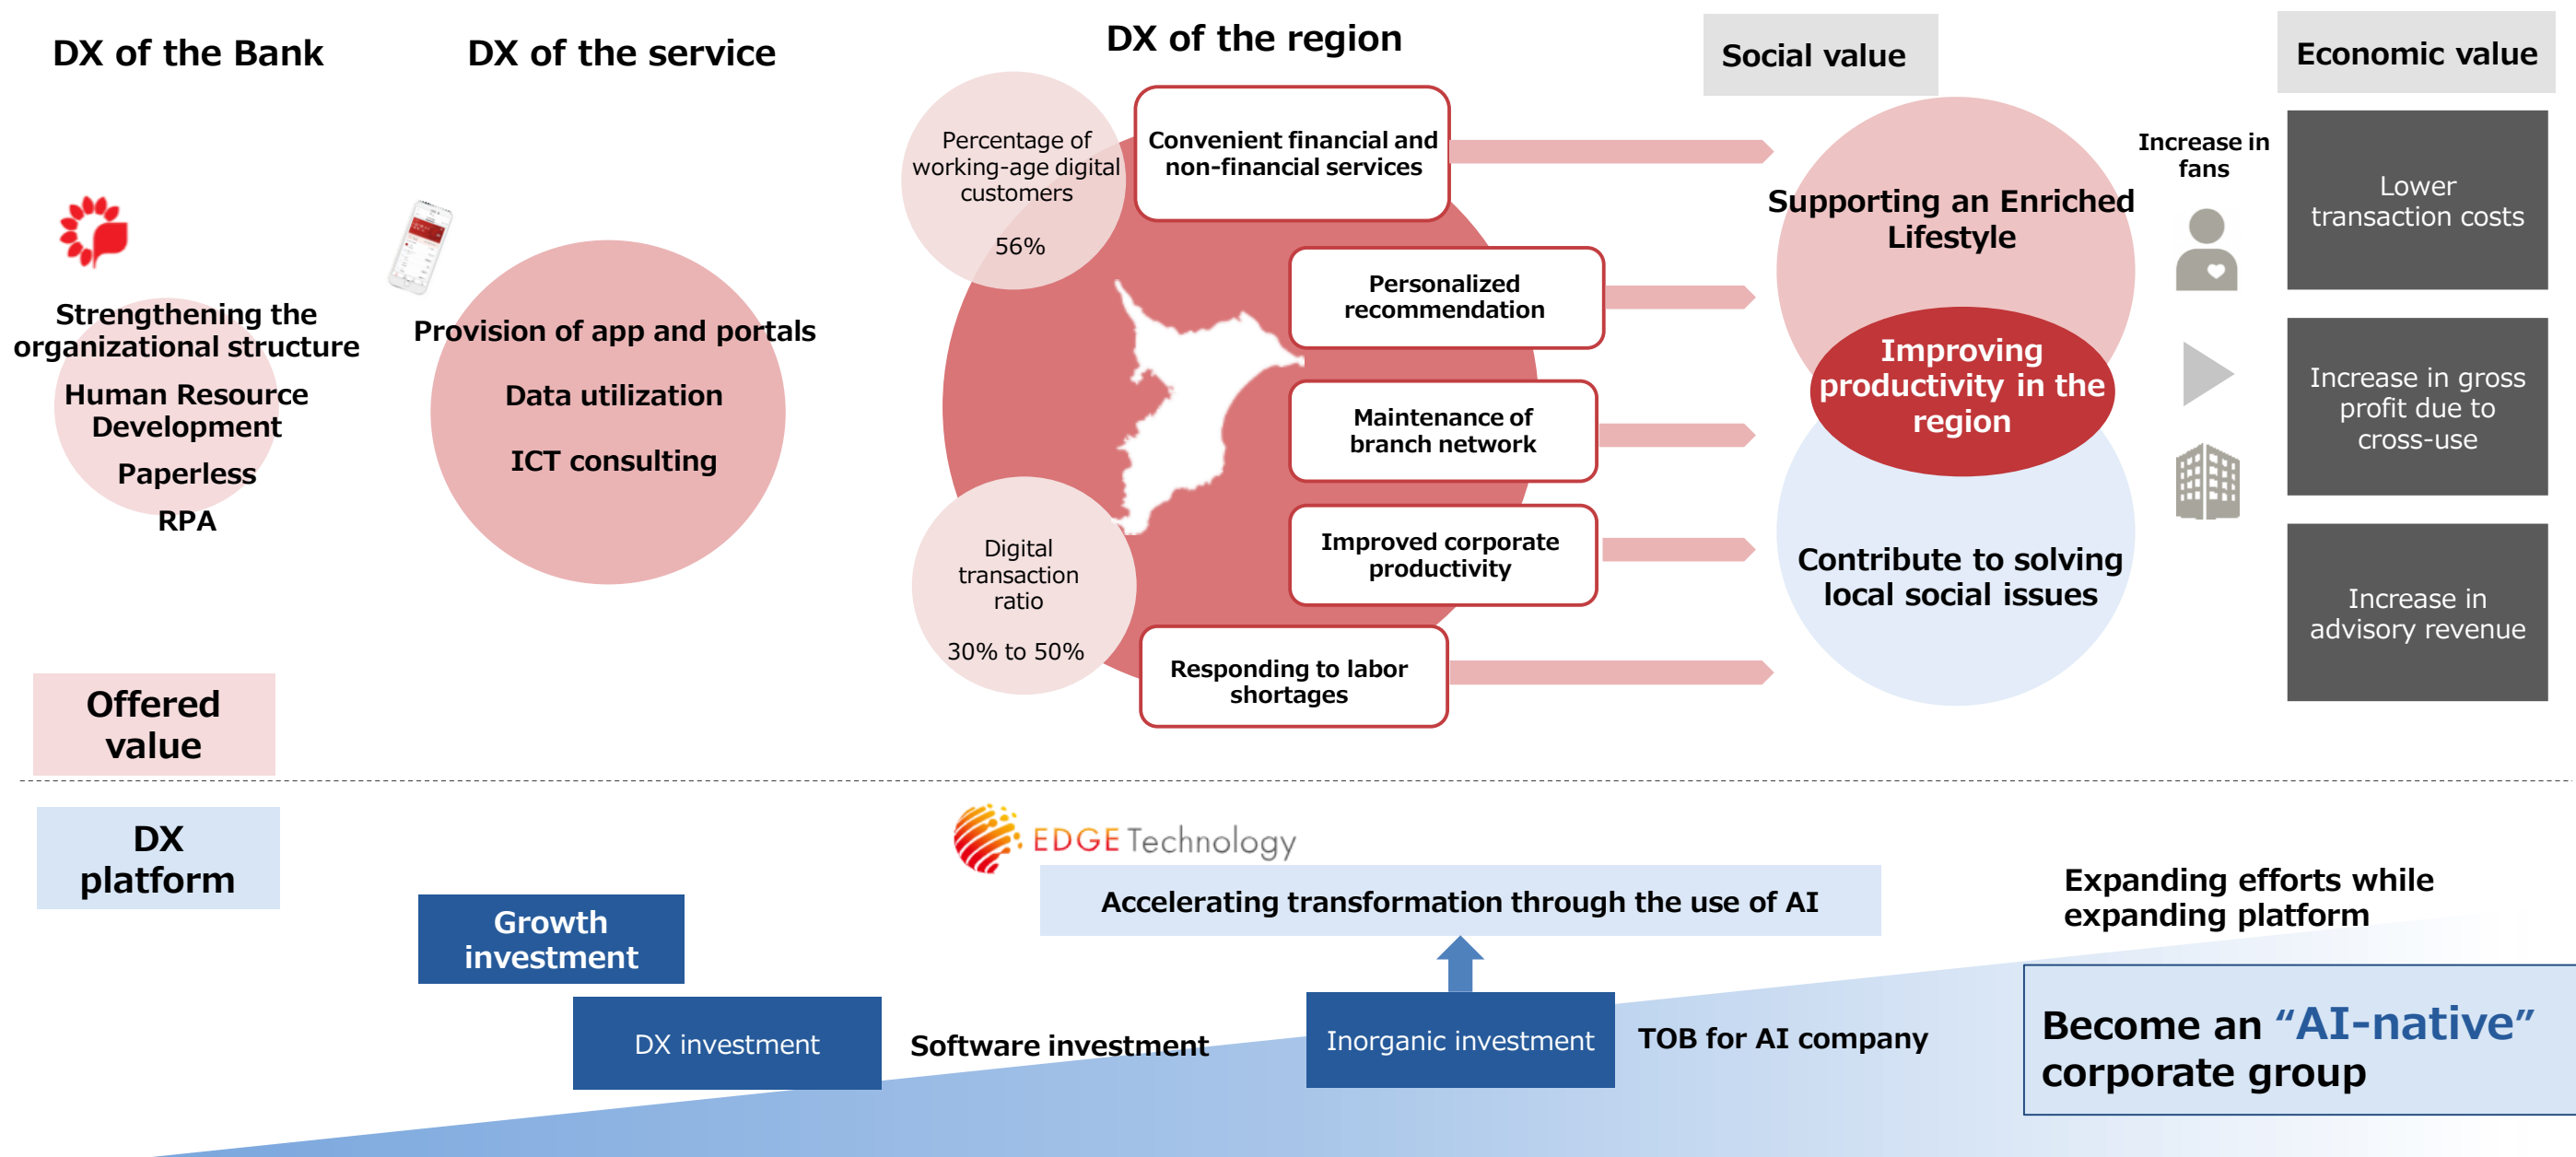 DX of the Bank
DX of the service
DX of the region
Social value
Economic value
Strengthening the
organizational structure
Human Resource
Development
Paperless
RPA
Provision of app and portals
Data utilization
ICT consulting
Percentage of
working-age digital
customers
56%
Digital
transaction
ratio
30% to 50%
Convenient financial and
non-financial services
Personalized
recommendation
Maintenance of
branch network
Improved corporate
productivity
Responding to labor
shortages
Supporting an Enriched
Lifestyle
Improving
productivity in the
region
Contribute to solving
local social issues
Increase in
fans
Lower
transaction costs
Increase in gross
profit due to
cross-use
Increase in
advisory revenue
Offered
value
DX
platform
EDGE Technology
Accelerating transformation through the use of AI
Growth
investment
DX investment
Software investment
Inorganic investment
TOB for AI company
Expanding efforts while
expanding platform
Become an “AI-native”
corporate group